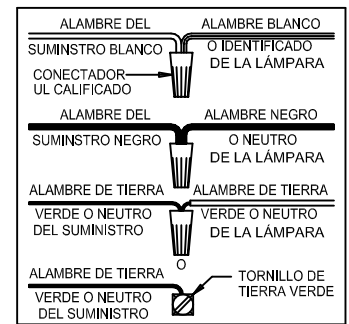 ALAMBRE DEL
SUMINSTRO BLANCO
ALAMBRE BLANCO
O IDENTIFICADO
DE LA LÁMPARA
CONECTADOR
UL CALIFICADO
ALAMBRE DEL
SUMINSTRO NEGRO
ALAMBRE NEGRO
O NEUTRO
DE LA LÁMPARA
ALAMBRE DE TIERRA
VERDE O NEUTRO
DEL SUMINISTRO
ALAMBRE DE TIERRA
VERDE O NEUTRO
DE LA LÁMPARA
O
ALAMBRE DE TIERRA
VERDE O NEUTRO
DEL SUMINISTRO
TORNILLO DE
TIERRA VERDE